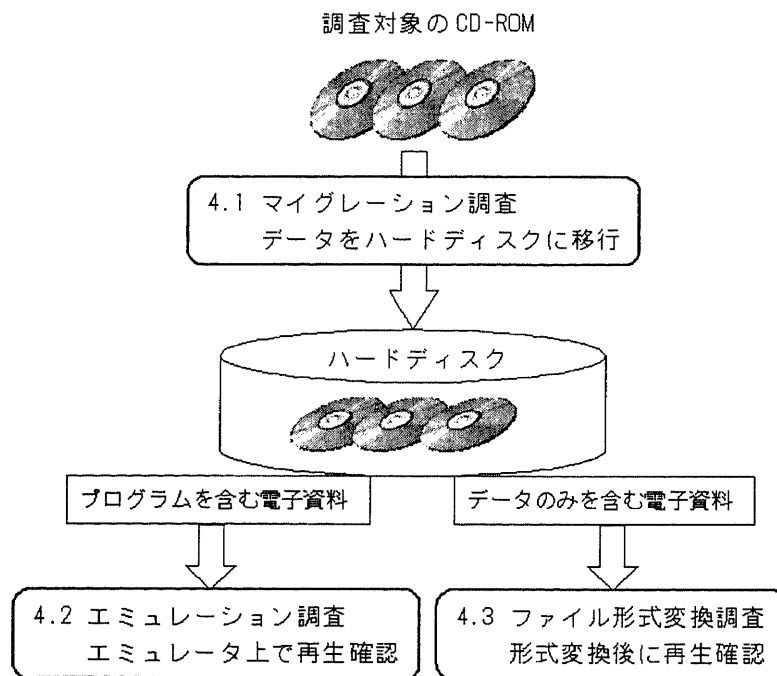 調査対象のCD-ROM
4.1 マイグレーション調査
データをハードディスクに移行
ハードディスク
プログラムを含む電子資料
データのみを含む電子資料
4.2 エミュレーション調査
エミュレータ上で再生確認
4.3 ファイル形式変換調査
形式変換後に再生確認